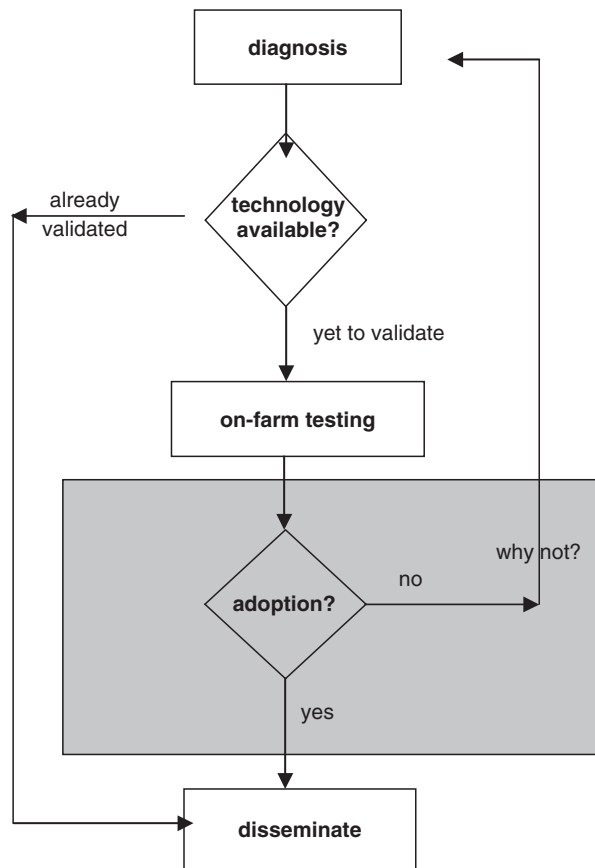 diagnosis
already
validated
technology
available?
yet to validate
on-farm testing
why not?
no
adoption?
yes
disseminate